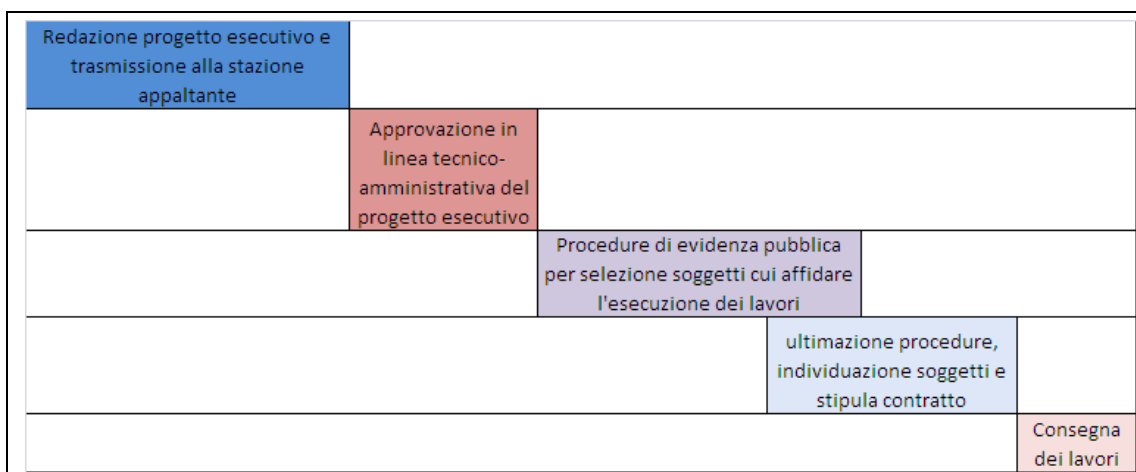 Redazione progetto esecutivo e
trasmissione alla stazione
appaltante
Approvazione in
linea tecnico-
amministrativa del
progetto esecutivo
Procedure di evidenza pubblica
per selezione soggetti cui affidare
l'esecuzione dei lavori
ultimazione procedure,
individuazione soggetti e
stipula contratto
Consegna
dei lavori